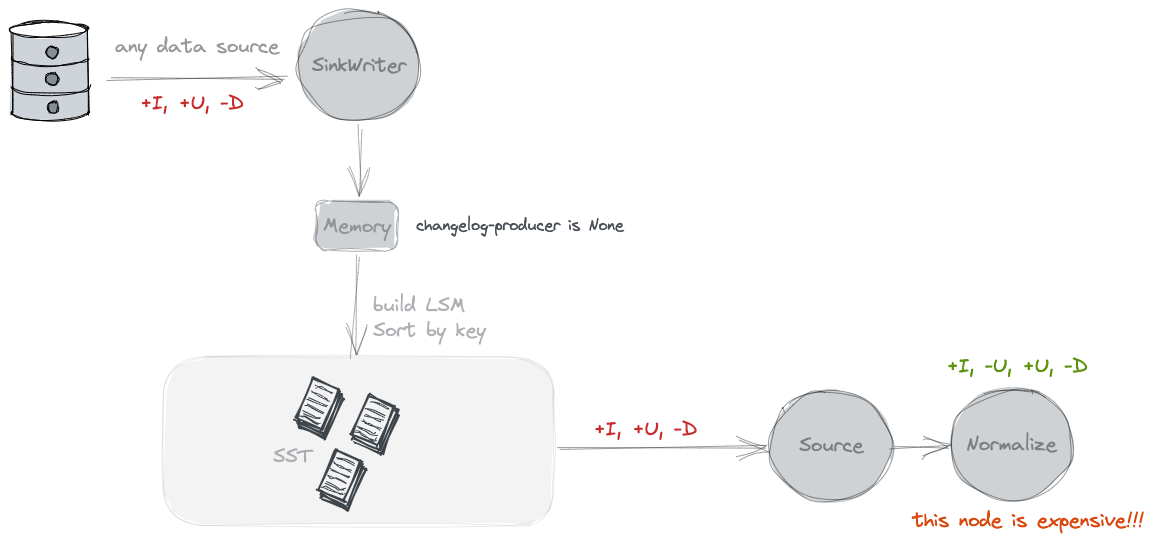 any data source
SinkWriter
+I, +U, -D
Memory
changelog-producer is None
build LSM
Sort by key
SST
+I, +U, -D
Source
+I, -U, +U, -D
Normalize
this node is expensive!!!